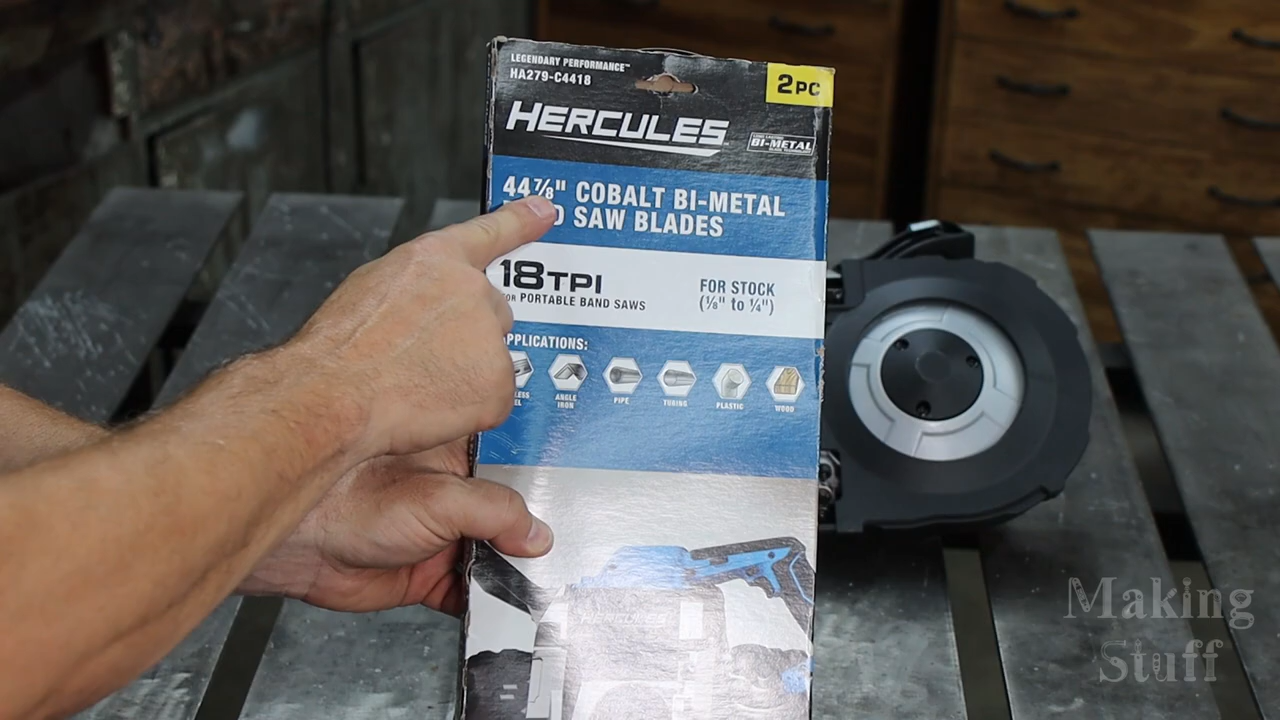 LEGENDARY PERFORMANCE™
HA279-C4418
2PC
HERCULES
BI-METAL
44⅞" COBALT BI-METAL
SAW BLADES
18TPI
FOR PORTABLE BAND SAWS
FOR STOCK
(⅛" to ¼")
APPLICATIONS:
ANGLE
IRON
PIPE
TUBING
PLASTIC
WOOD
HERCULES
Making
Stuff